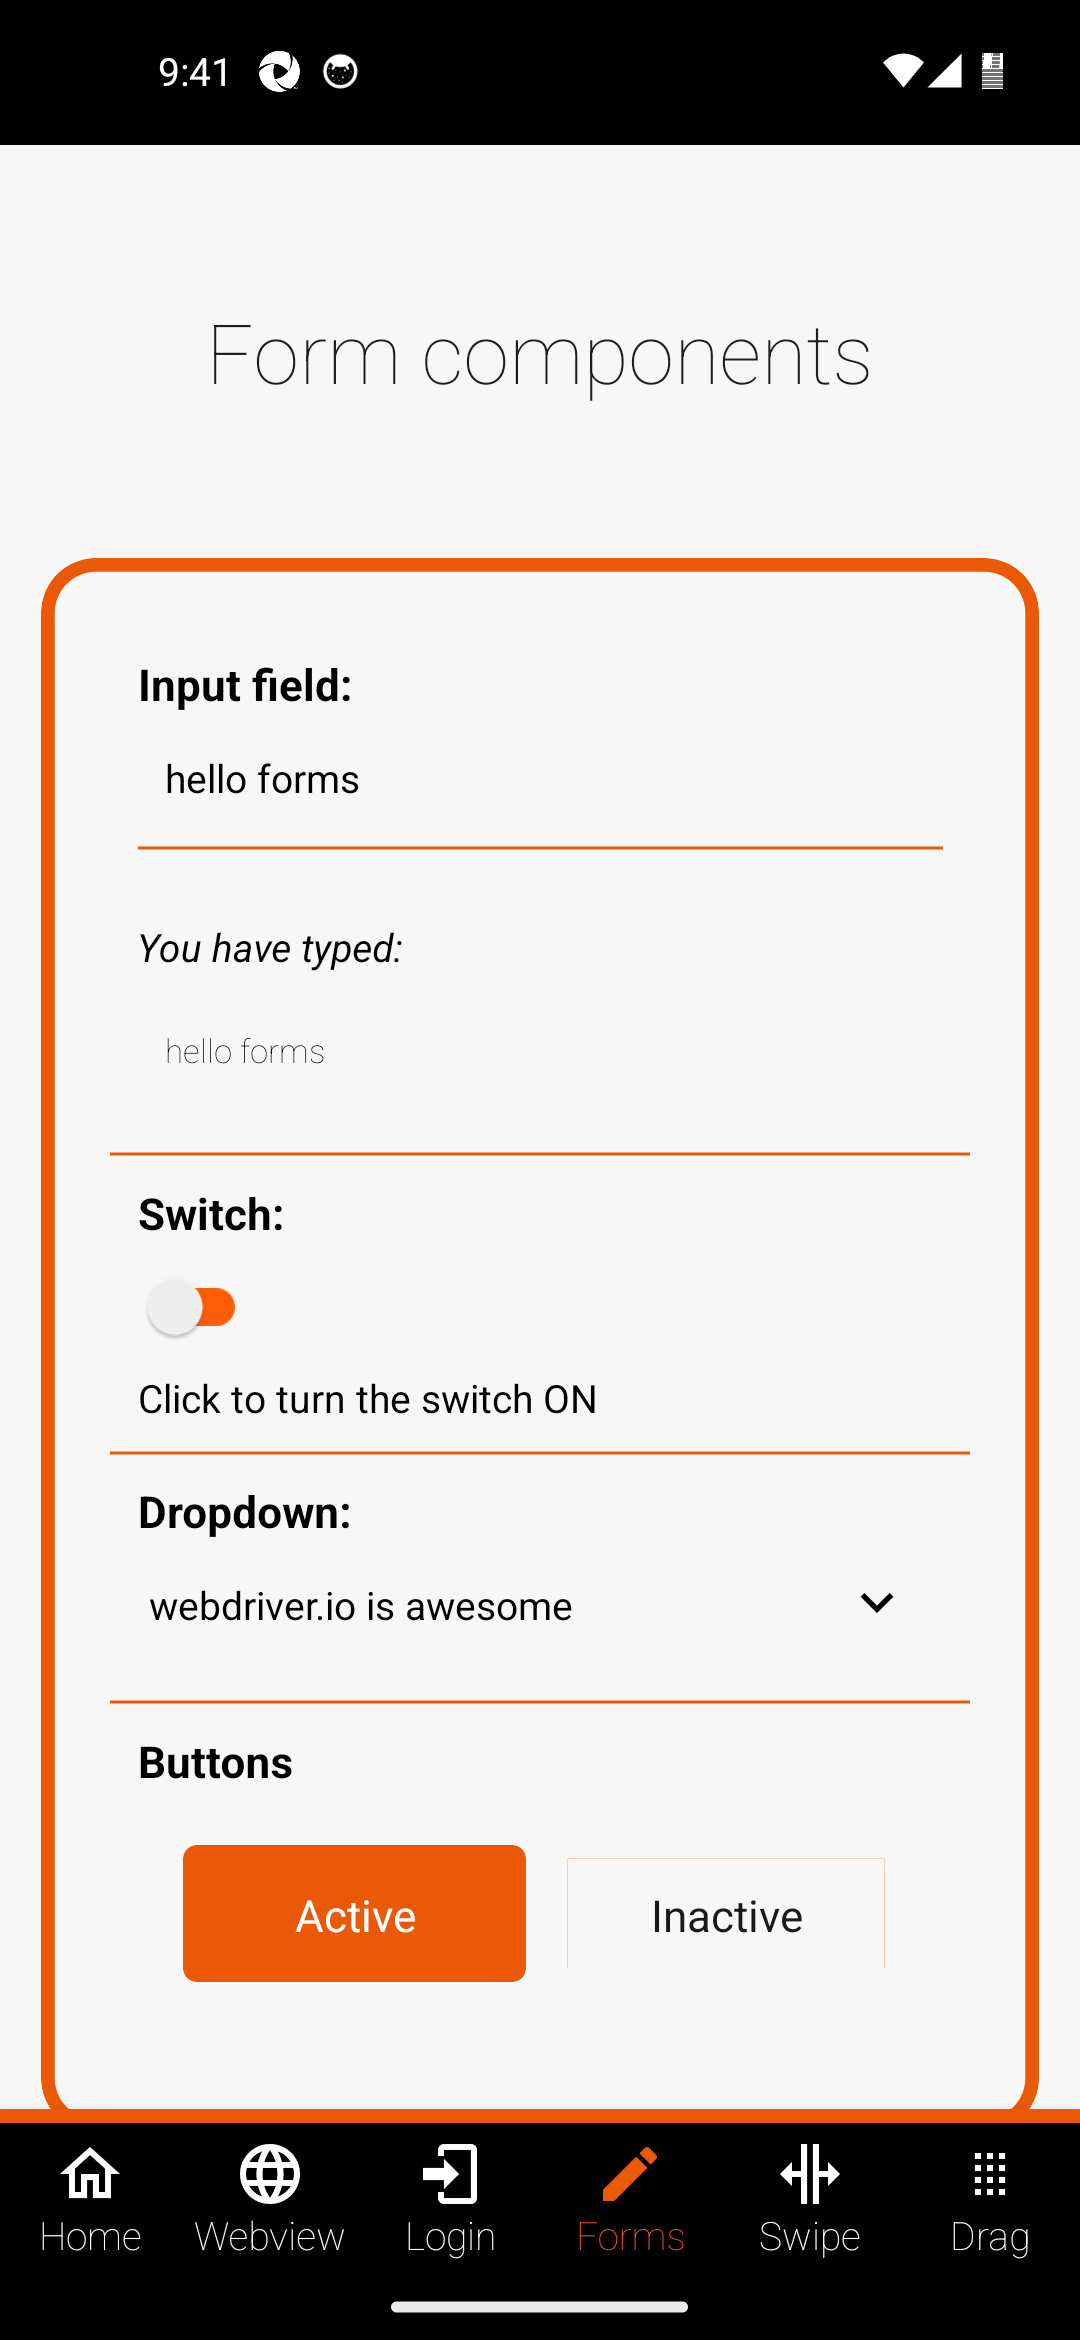 9:41
Form components
Input field:
hello forms
You have typed:
hello forms
Switch:
Click to turn the switch ON
Dropdown:
webdriver.io is awesome
Buttons
Active
Inactive
Home
Webview
Login
Forms
Swipe
Drag